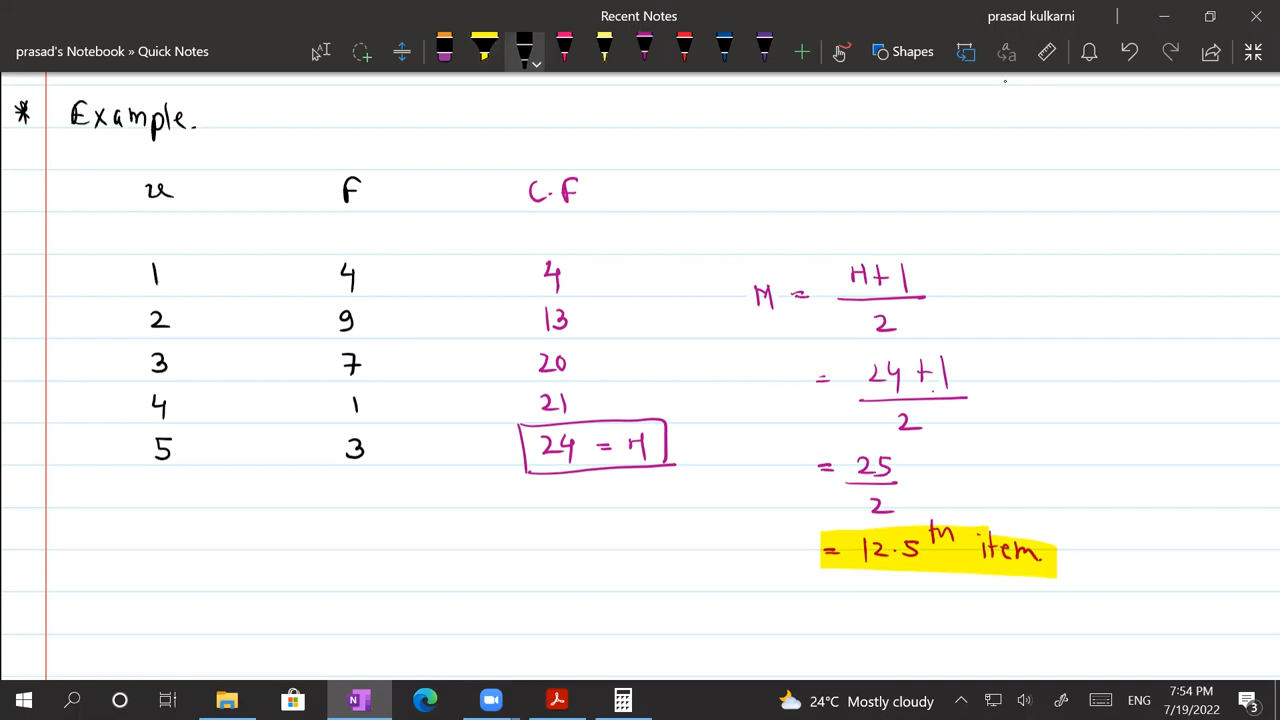 Recent Notes
prasad kulkarni
prasad's Notebook » Quick Notes
Shapes
* Example.
x F C.F
1 4 4
2 9 13
3 7 20
4 1 21
5 3 24 = N
M = N+1
2
= 24+1
2
= 25
2
= 12.5th item
24°C Mostly cloudy
ENG
7:54 PM
7/19/2022
3